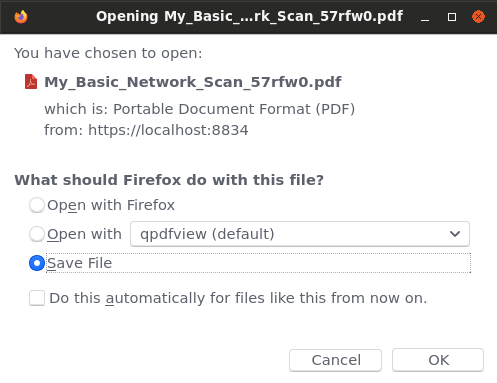 Opening My_Basic_…rk_Scan_57rfw0.pdf
You have chosen to open:
My_Basic_Network_Scan_57rfw0.pdf
which is: Portable Document Format (PDF)
from: https://localhost:8834
What should Firefox do with this file?
Open with Firefox
Open with qpdfview (default)
Save File
Do this automatically for files like this from now on.
Cancel OK